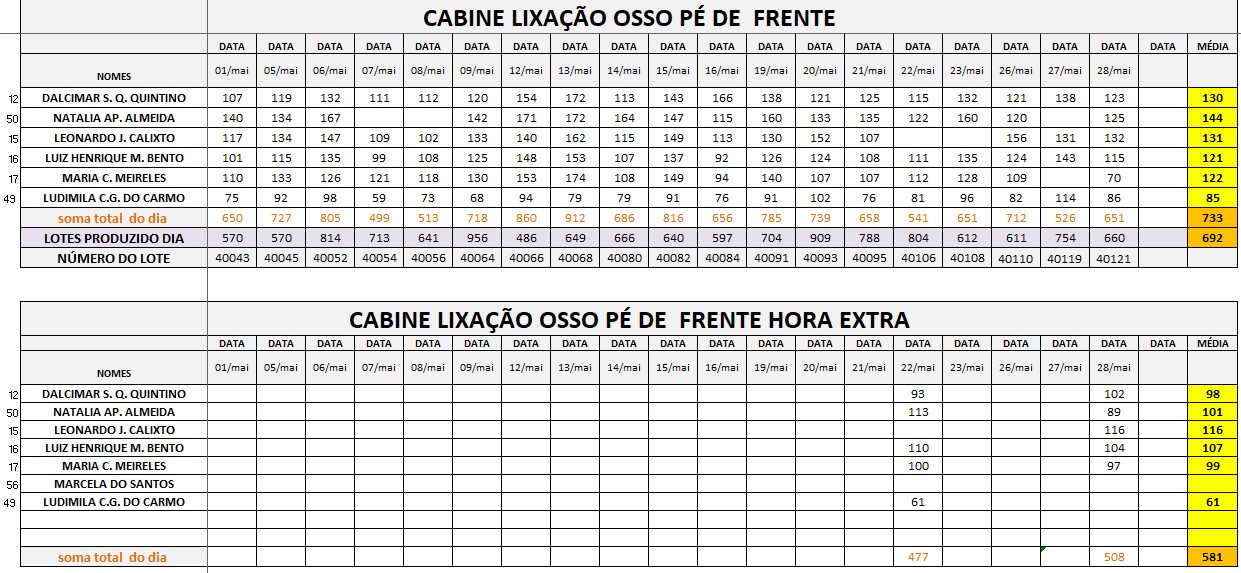 CABINE LIXAÇÃO OSSO PÉ DE FRENTE
DATA DATA DATA DATA DATA DATA DATA DATA DATA DATA DATA DATA DATA DATA DATA DATA DATA DATA DATA DATA MÉDIA
NOMES 01/mai 05/mai 06/mai 07/mai 08/mai 09/mai 12/mai 13/mai 14/mai 15/mai 16/mai 19/mai 20/mai 21/mai 22/mai 23/mai 26/mai 27/mai 28/mai
12 DALCIMAR S. Q. QUINTINO 107 119 132 111 112 120 154 172 113 143 166 138 121 125 115 132 121 138 123 130
50 NATALIA AP. ALMEIDA 140 134 167 142 171 172 164 147 115 160 133 135 122 160 120 125 144
15 LEONARDO J. CALIXTO 117 134 147 109 102 133 140 162 115 149 113 130 152 107 156 131 132 131
16 LUIZ HENRIQUE M. BENTO 101 115 135 99 108 125 148 153 107 137 92 126 124 108 111 135 124 143 115 121
17 MARIA C. MEIRELES 110 133 126 121 118 130 153 174 108 149 94 140 107 107 112 128 109 70 122
49 LUDIMILA C.G. DO CARMO 75 92 98 59 73 68 94 79 79 91 76 91 102 76 81 96 82 114 86 85
soma total do dia 650 727 805 499 513 718 860 912 686 816 656 785 739 658 541 651 712 526 651 733
LOTES PRODUZIDO DIA 570 570 814 713 641 956 486 649 666 640 597 704 909 788 804 612 611 754 660 692
NÚMERO DO LOTE 40043 40045 40052 40054 40056 40064 40066 40068 40080 40082 40084 40091 40093 40095 40106 40108 40110 40119 40121
CABINE LIXAÇÃO OSSO PÉ DE FRENTE HORA EXTRA
DATA DATA DATA DATA DATA DATA DATA DATA DATA DATA DATA DATA DATA DATA DATA DATA DATA DATA DATA DATA MÉDIA
NOMES 01/mai 05/mai 06/mai 07/mai 08/mai 09/mai 12/mai 13/mai 14/mai 15/mai 16/mai 19/mai 20/mai 21/mai 22/mai 23/mai 26/mai 27/mai 28/mai
12 DALCIMAR S. Q. QUINTINO 93 102 98
50 NATALIA AP. ALMEIDA 113 89 101
15 LEONARDO J. CALIXTO 116 116
16 LUIZ HENRIQUE M. BENTO 110 104 107
17 MARIA C. MEIRELES 100 97 99
56 MARCELA DO SANTOS
49 LUDIMILA C.G. DO CARMO 61 61
soma total do dia 477 508 581